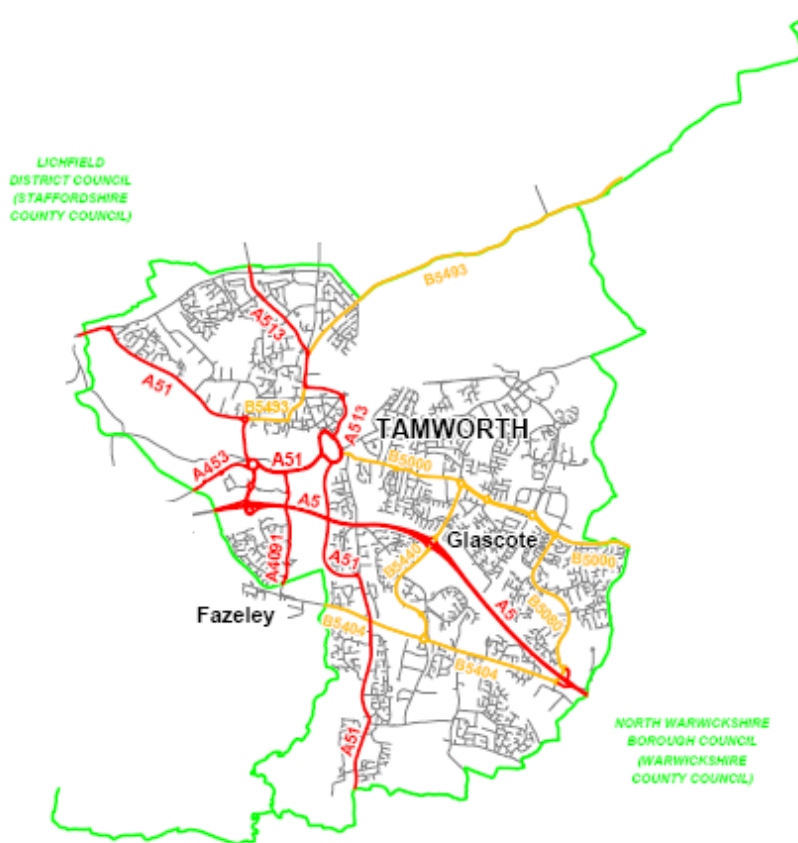 LICHFIELD
DISTRICT COUNCIL
(STAFFORDSHIRE
COUNTY COUNCIL)
B5493
A513
A51
B5493
A513
TAMWORTH
A453
A51
B5000
A5
Glascote
B5440
B5000
A4091
A51
B5080
A5
Fazeley
B5404
B5404
A51
NORTH WARWICKSHIRE
BOROUGH COUNCIL
(WARWICKSHIRE
COUNTY COUNCIL)